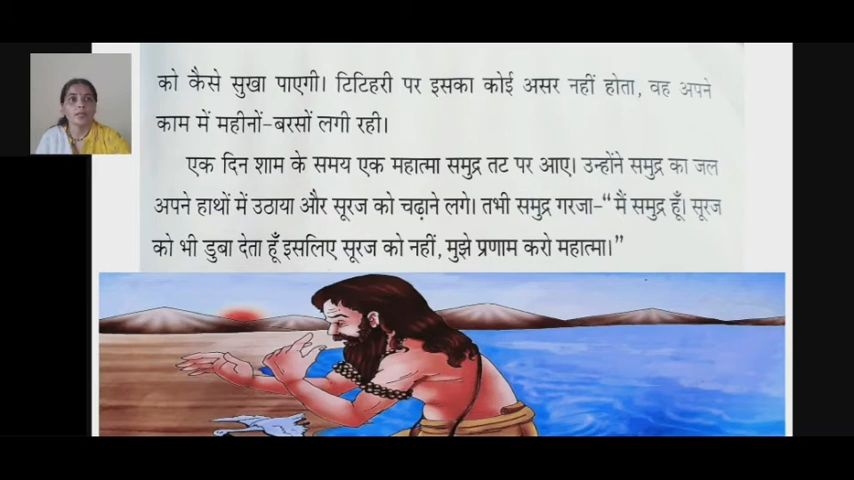 को कैसे सुखा पाएगी। टिटिहरी पर इसका कोई असर नहीं होता, वह अपने
काम में महीनों-बरसों लगी रही।
एक दिन शाम के समय एक महात्मा समुद्र तट पर आए। उन्होंने समुद्र का जल
अपने हाथों में उठाया और सूरज को चढ़ाने लगे। तभी समुद्र गरजा-“मैं समुद्र हूँ। सूरज
को भी डुबा देता हूँ इसलिए सूरज को नहीं, मुझे प्रणाम करो महात्मा।”